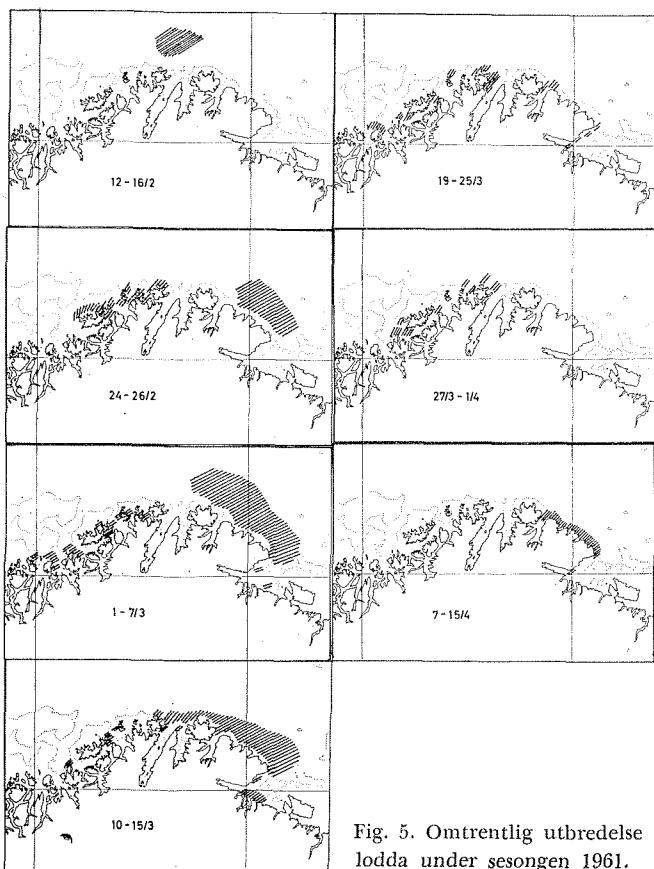 12 – 16/2
19 – 25/3
24 – 26/2
27/3 – 1/4
1 – 7/3
7 – 15/4
10 – 15/3
Fig. 5. Omtrentlig utbredelse
lodda under sesongen 1961.